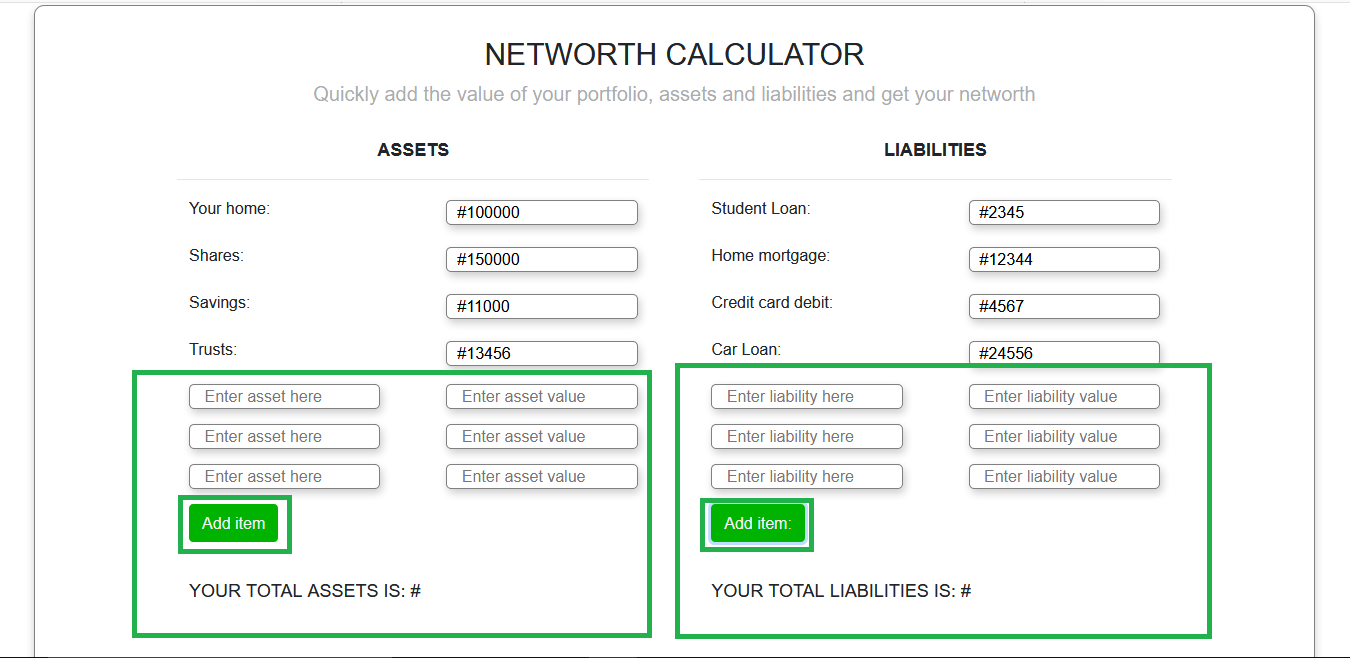 NETWORTH CALCULATOR
Quickly add the value of your portfolio, assets and liabilities and get your networth
ASSETS
Your home: #100000
Shares: #150000
Savings: #11000
Trusts: #13456
Enter asset here Enter asset value
Enter asset here Enter asset value
Enter asset here Enter asset value
Add item
YOUR TOTAL ASSETS IS: #
LIABILITIES
Student Loan: #2345
Home mortgage: #12344
Credit card debit: #4567
Car Loan: #24556
Enter liability here Enter liability value
Enter liability here Enter liability value
Enter liability here Enter liability value
Add item:
YOUR TOTAL LIABILITIES IS: #